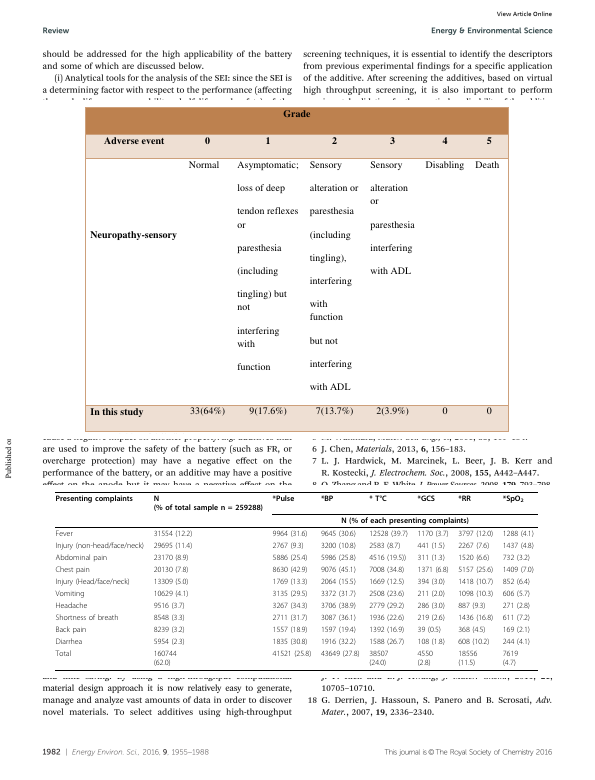 View Article Online
Review
Energy & Environmental Science
should be addressed for the high applicability of the battery
and some of which are discussed below.
(i) Analytical tools for the analysis of the SEI: since the SEI is
a determining factor with respect to the performance (affecting
screening techniques, it is essential to identify the descriptors
from previous experimental findings for a specific application
of the additive. After screening the additives, based on virtual
high throughput screening, it is also important to perform
Grade
Adverse event 0 1 2 3 4 5
Neuropathy-sensory
Normal
Asymptomatic;
loss of deep
tendon reflexes
or
paresthesia
(including
tingling) but
not
interfering
with
function
Sensory
alteration or
paresthesia
(including
tingling),
interfering
with
function
but not
interfering
with ADL
Sensory
alteration
or
paresthesia
interfering
with ADL
Disabling
Death
In this study 33(64%) 9(17.6%) 7(13.7%) 2(3.9%) 0 0
Published
are used to improve the safety of the battery (such as FR, or
overcharge protection) may have a negative effect on the
performance of the battery, or an additive may have a positive
effect on the anode but it may have a negative effect on the
6 J. Chen, Materials, 2013, 6, 156–183.
7 L. J. Hardwick, M. Marcinek, L. Beer, J. B. Kerr and
R. Kostecki, J. Electrochem. Soc., 2008, 155, A442–A447.
Presenting complaints N *Pulse *BP * T°C *GCS *RR *SpO2
(% of total sample n = 259288)
N (% of each presenting complaints)
Fever 31554 (12.2) 9964 (31.6) 9645 (30.6) 12528 (39.7) 1170 (3.7) 3797 (12.0) 1288 (4.1)
Injury (non-head/face/neck) 29695 (11.4) 2767 (9.3) 3200 (10.8) 2583 (8.7) 441 (1.5) 2267 (7.6) 1437 (4.8)
Abdominal pain 23170 (8.9) 5886 (25.4) 5986 (25.8) 4516 (19.5)) 311 (1.3) 1520 (6.6) 732 (3.2)
Chest pain 20130 (7.8) 8630 (42.9) 9076 (45.1) 7008 (34.8) 1371 (6.8) 5157 (25.6) 1409 (7.0)
Injury (Head/face/neck) 13309 (5.0) 1769 (13.3) 2064 (15.5) 1669 (12.5) 394 (3.0) 1418 (10.7) 852 (6.4)
Vomiting 10629 (4.1) 3135 (29.5) 3372 (31.7) 2508 (23.6) 211 (2.0) 1098 (10.3) 606 (5.7)
Headache 9516 (3.7) 3267 (34.3) 3706 (38.9) 2779 (29.2) 286 (3.0) 887 (9.3) 271 (2.8)
Shortness of breath 8548 (3.3) 2711 (31.7) 3087 (36.1) 1936 (22.6) 219 (2.6) 1436 (16.8) 611 (7.2)
Back pain 8239 (3.2) 1557 (18.9) 1597 (19.4) 1392 (16.9) 39 (0.5) 368 (4.5) 169 (2.1)
Diarrhea 5954 (2.3) 1835 (30.8) 1916 (32.2) 1588 (26.7) 108 (1.8) 608 (10.2) 244 (4.1)
Total 160744 41521 (25.8) 43649 (27.8) 38507 4550 18556 7619
(62.0) (24.0) (2.8) (11.5) (4.7)
material design approach it is now relatively easy to generate,
manage and analyze vast amounts of data in order to discover
novel materials. To select additives using high-throughput
10705–10710.
18 G. Derrien, J. Hassoun, S. Panero and B. Scrosati, Adv.
Mater., 2007, 19, 2336–2340.
1982 | Energy Environ. Sci., 2016, 9, 1955–1988
This journal is © The Royal Society of Chemistry 2016